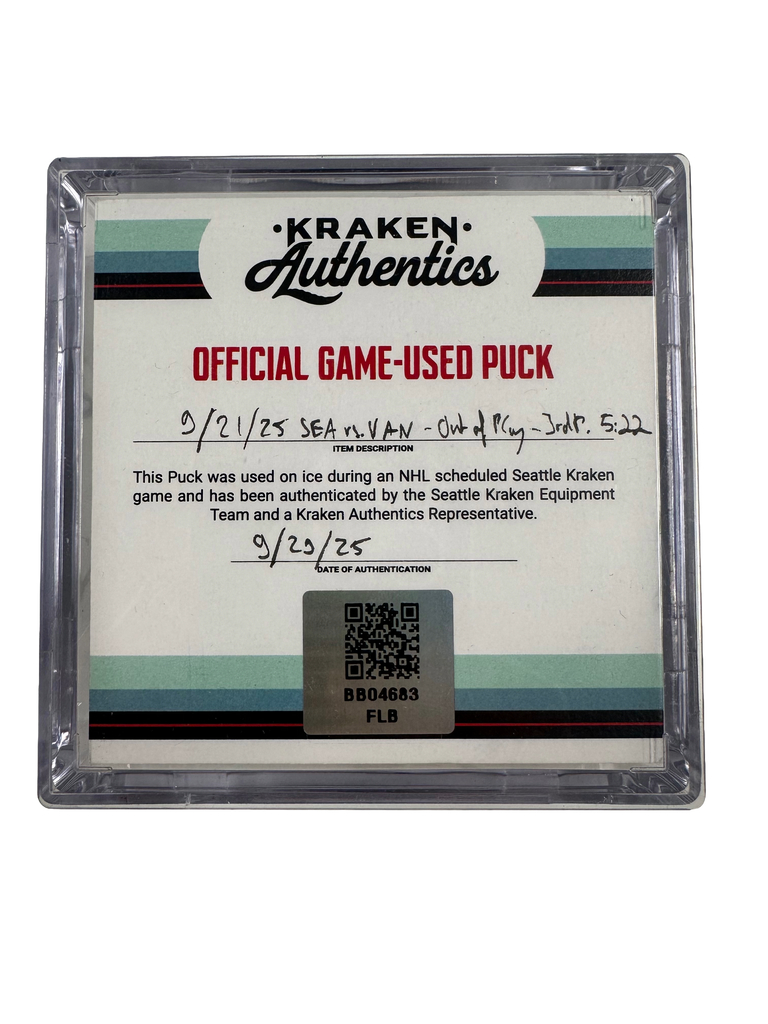 ·KRAKEN·
Authentics
OFFICIAL GAME-USED PUCK
9/21/25 SEA vs. VAN - Out of Play - 3rd P. 5:22
ITEM DESCRIPTION
This Puck was used on ice during an NHL scheduled Seattle Kraken
game and has been authenticated by the Seattle Kraken Equipment
Team and a Kraken Authentics Representative.
9/29/25
DATE OF AUTHENTICATION
BB04683
FLB